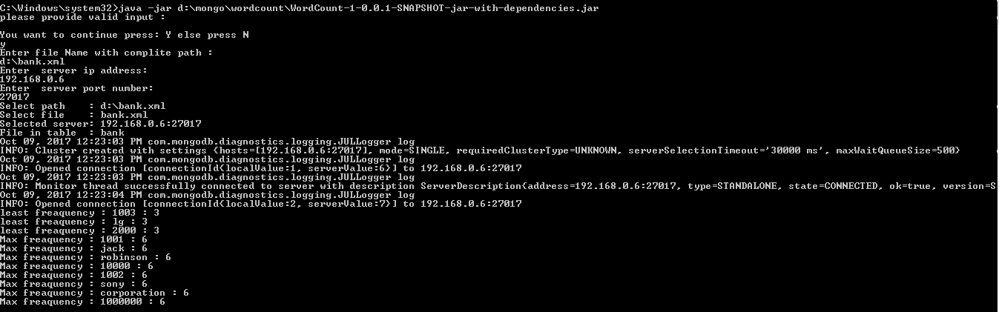 C:\Windows\system32>java -jar d:\mongo\wordcount\WordCount-1-0.0.1-SNAPSHOT-jar-with-dependencies.jar
please provide valid input :
You want to continue press: Y else press N
y
Enter file Name with complite path :
d:\bank.xml
Enter  server ip address:
192.168.0.6
Enter  server port number:
27017
Select path    : d:\bank.xml
Select file    : bank.xml
Selected server: 192.168.0.6:27017
File in table  : bank
Oct 09, 2017 12:23:03 PM com.mongodb.diagnostics.logging.JULLogger log
INFO: Cluster created with settings {hosts=[192.168.0.6:27017], mode=SINGLE, requiredClusterType=UNKNOWN, serverSelectionTimeout='30000 ms', maxWaitQueueSize=500}
Oct 09, 2017 12:23:03 PM com.mongodb.diagnostics.logging.JULLogger log
INFO: Opened connection [connectionId{localValue:1, serverValue:6}] to 192.168.0.6:27017
Oct 09, 2017 12:23:03 PM com.mongodb.diagnostics.logging.JULLogger log
INFO: Monitor thread successfully connected to server with description ServerDescription{address=192.168.0.6:27017, type=STANDALONE, state=CONNECTED, ok=true, version=S
Oct 09, 2017 12:23:04 PM com.mongodb.diagnostics.logging.JULLogger log
INFO: Opened connection [connectionId{localValue:2, serverValue:7}] to 192.168.0.6:27017
least freaquency : 1003 : 3
least freaquency : lg : 3
least freaquency : 2000 : 3
Max freaquency : 1001 : 6
Max freaquency : jack : 6
Max freaquency : robinson : 6
Max freaquency : 10000 : 6
Max freaquency : 1002 : 6
Max freaquency : sony : 6
Max freaquency : corporation : 6
Max freaquency : 1000000 : 6